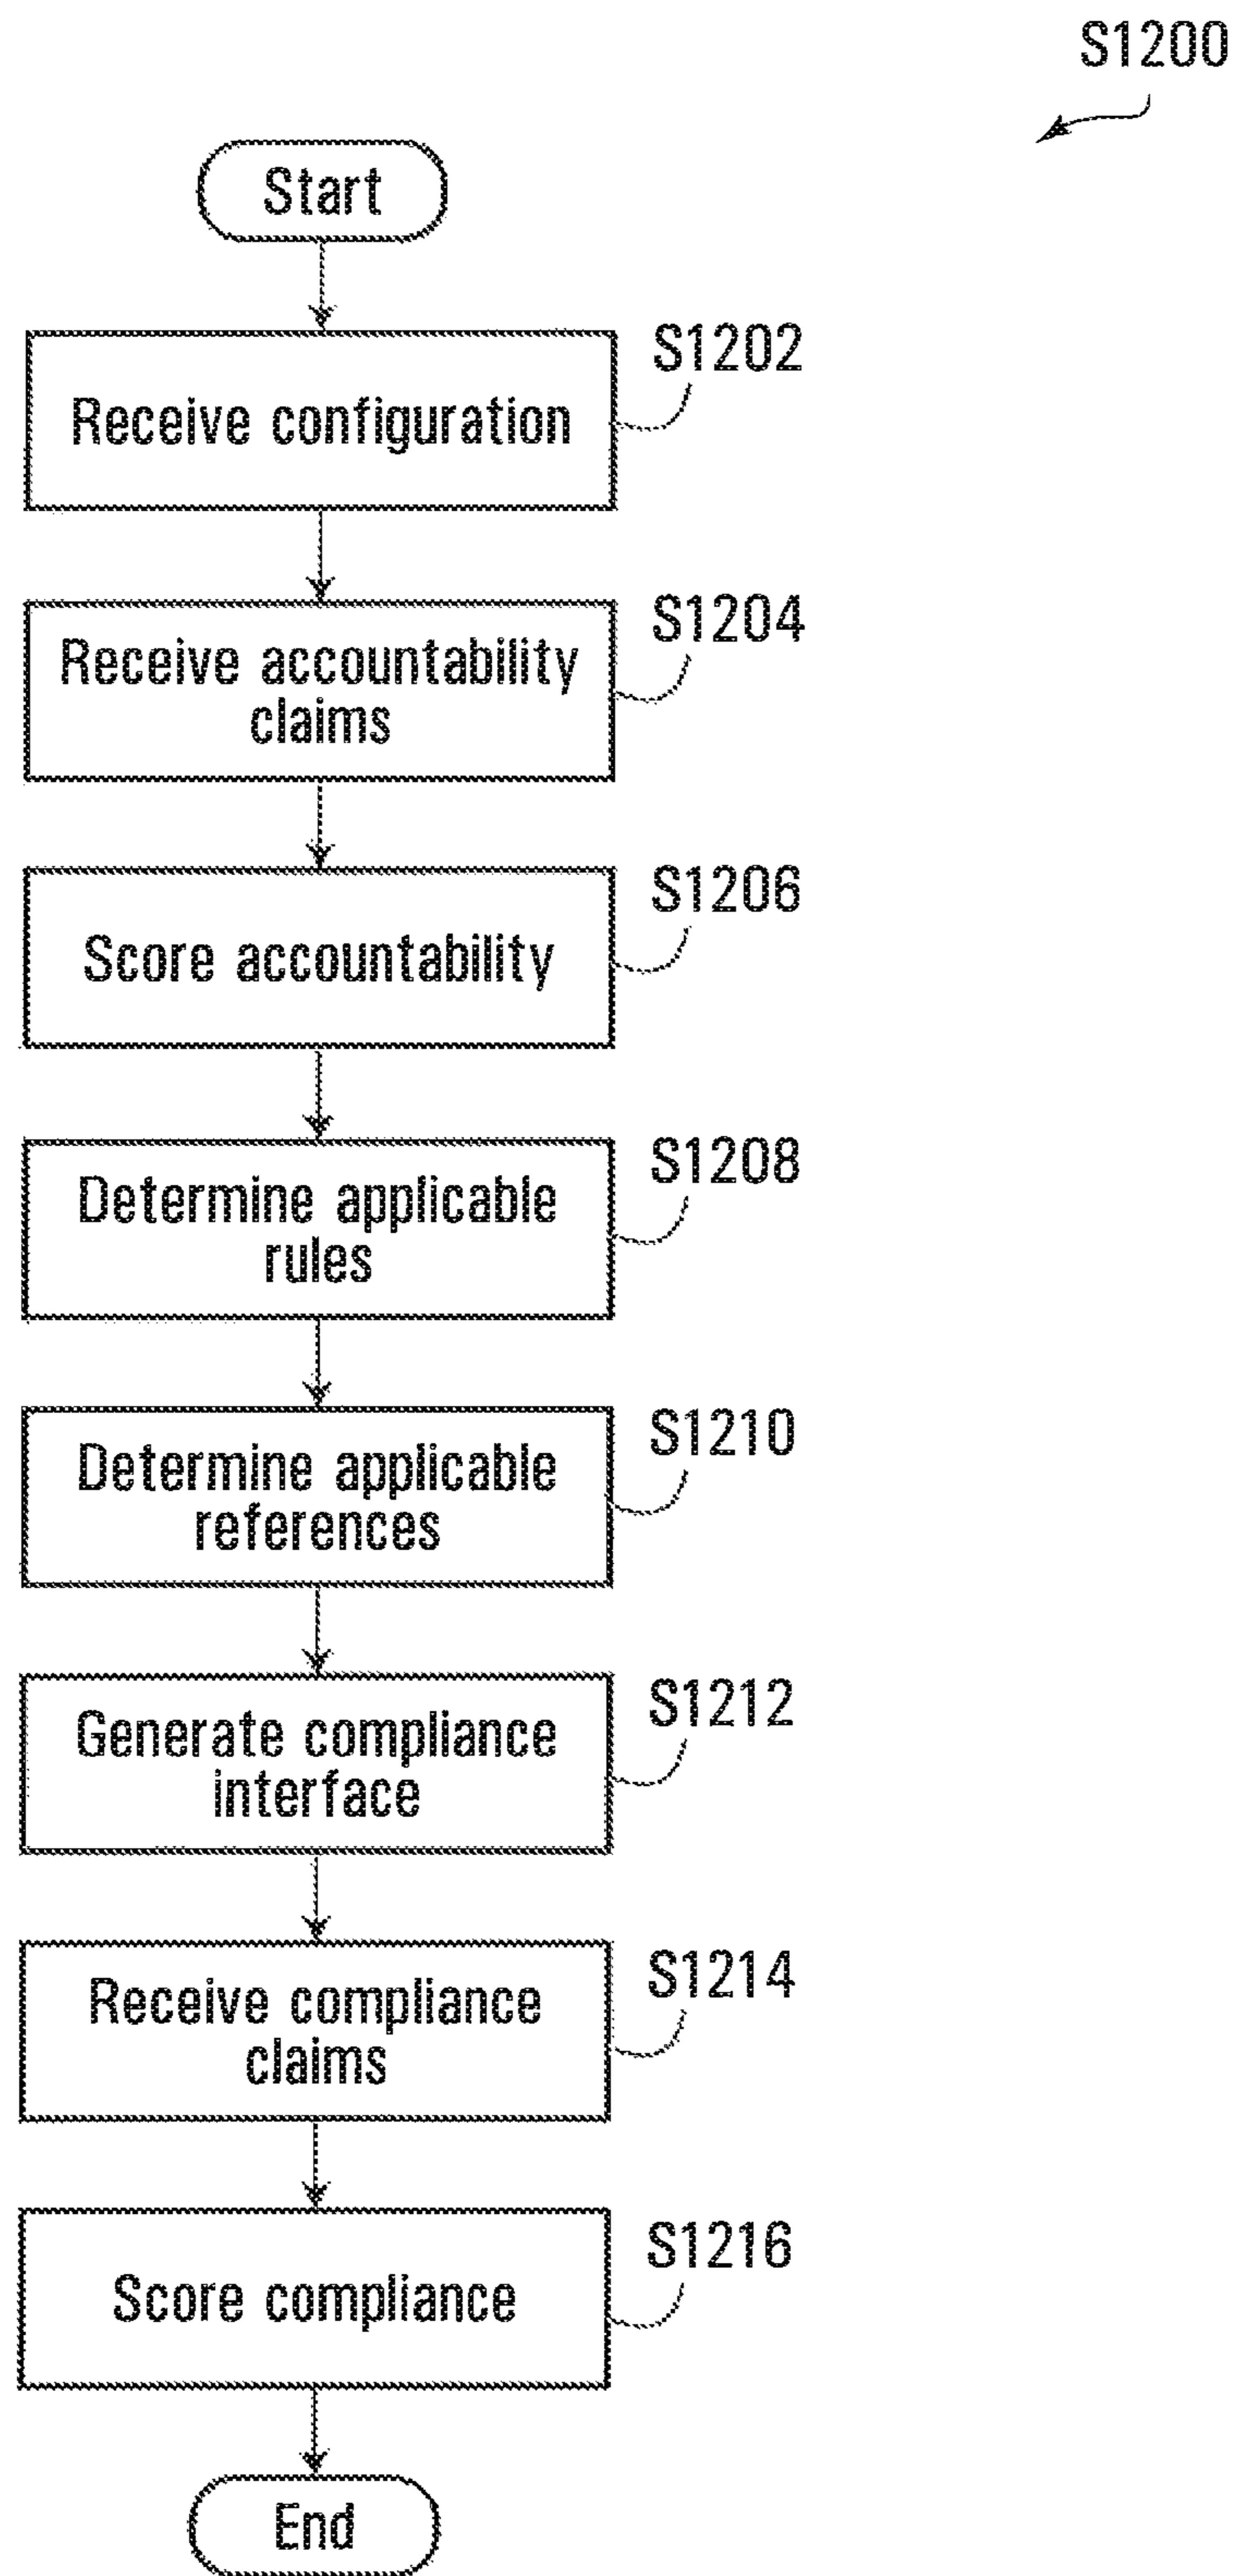 S1200
Start
S1202
Receive configuration
S1204
Receive accountability
claims
S1206
Score accountability
S1208
Determine applicable
rules
S1210
Determine applicable
references
S1212
Generate compliance
interface
S1214
Receive compliance
claims
S1216
Score compliance
End